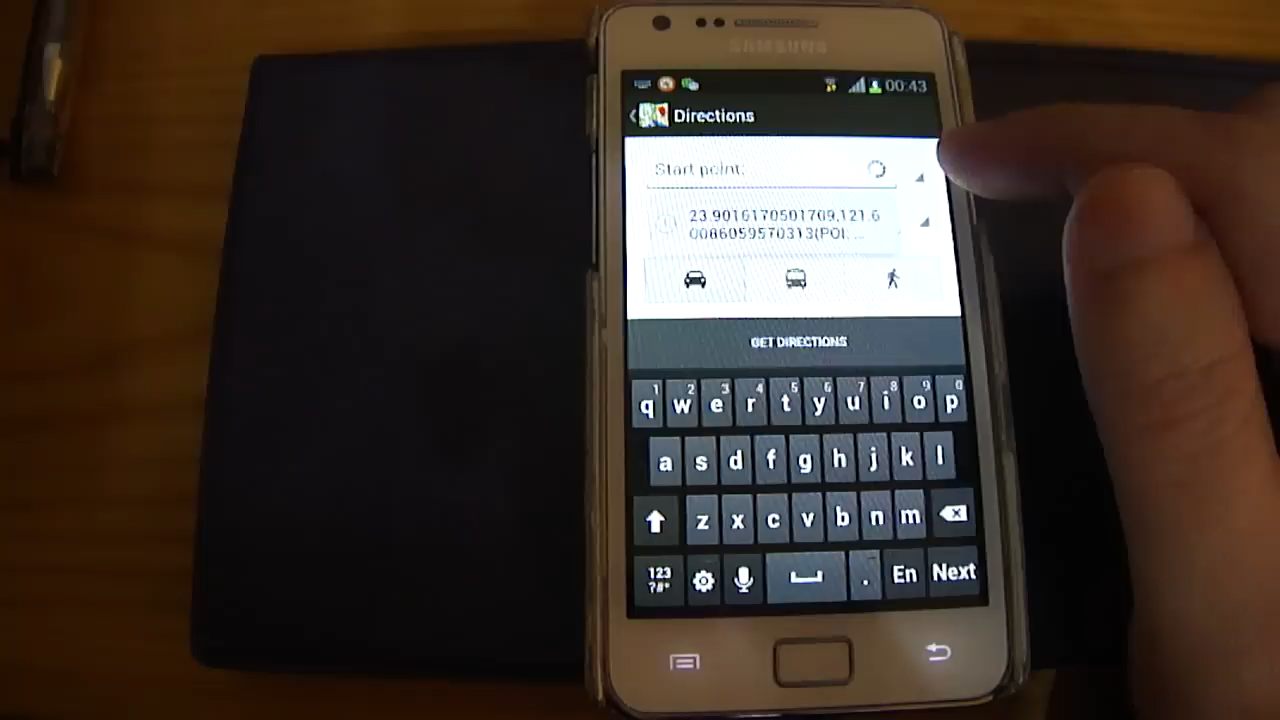 SAMSUNG
00:43
Directions
Start point:
23.9016170501709,121.6
0086059570313(POI, ...
GET DIRECTIONS
1 2 3 4 5 6 7 8 9 0
q w e r t y u i o p
a s d f g h j k l
z x c v b n m
123
?#*
. En Next